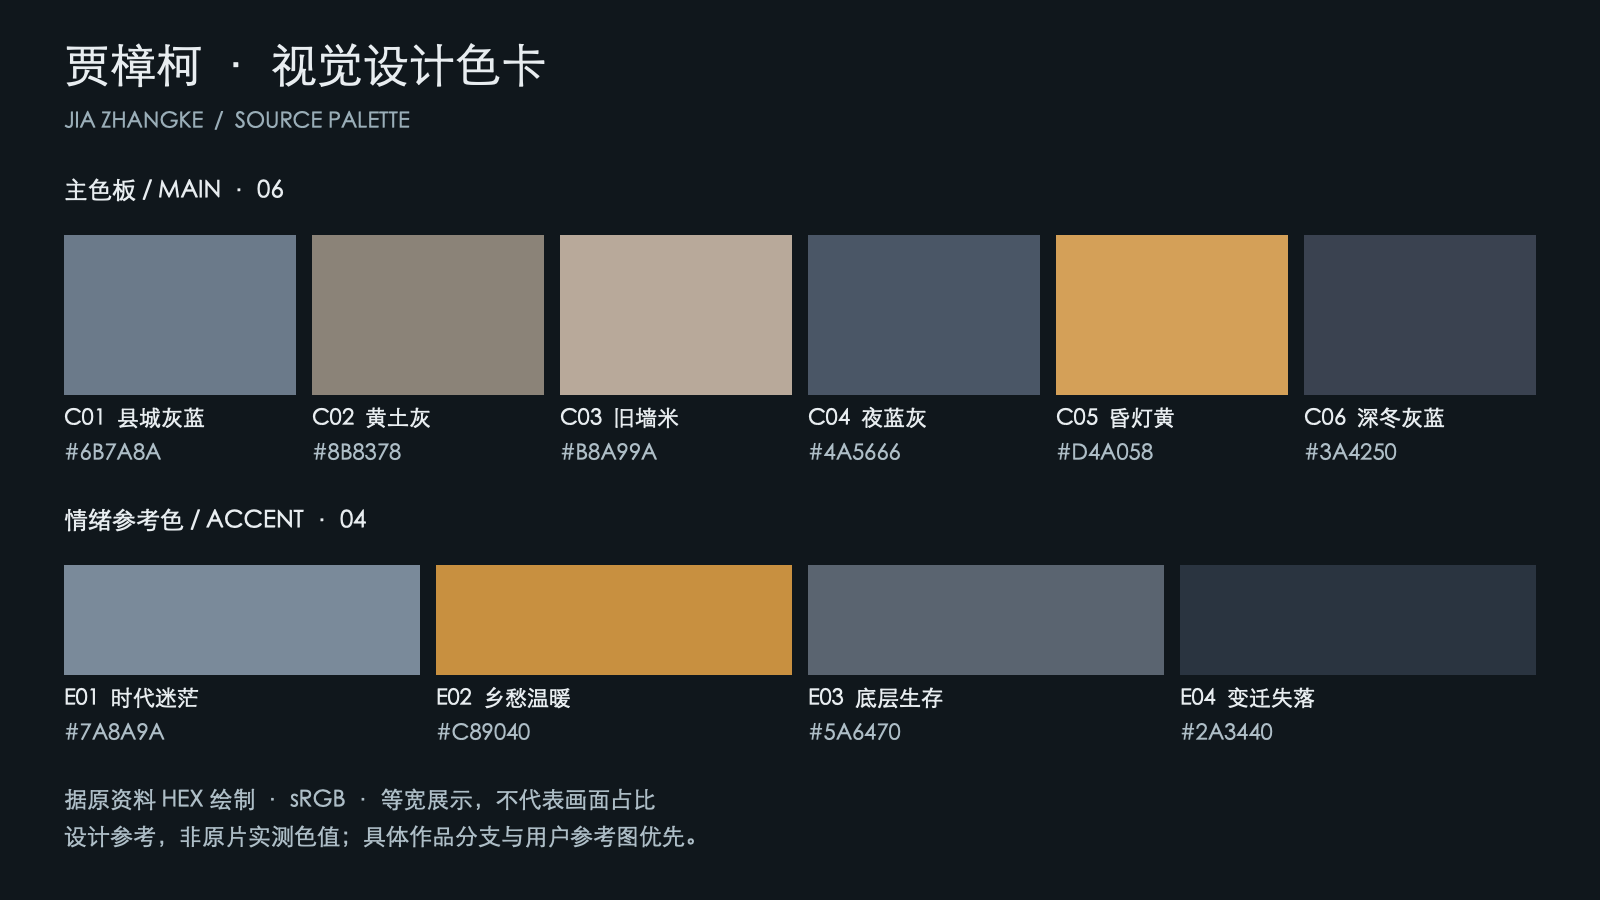 贾樟柯 · 视觉设计色卡
JIA ZHANGKE / SOURCE PALETTE
主色板 / MAIN · 06
C01 县城灰蓝
#6B7A8A
C02 黄土灰
#8B8378
C03 旧墙米
#B8A99A
C04 夜蓝灰
#4A5666
C05 昏灯黄
#D4A058
C06 深冬灰蓝
#3A4250
情绪参考色 / ACCENT · 04
E01 时代迷茫
#7A8A9A
E02 乡愁温暖
#C89040
E03 底层生存
#5A6470
E04 变迁失落
#2A3440
据原资料 HEX 绘制 · sRGB · 等宽展示，不代表画面占比
设计参考，非原片实测色值；具体作品分支与用户参考图优先。